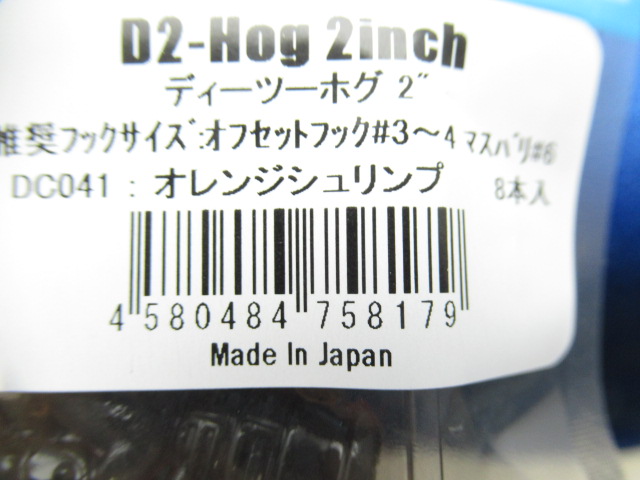 D2-Hog 2inch
ディーツーホグ 2"
推奨フックサイズ:オフセットフック#3～4 マスバリ#6
DC041 : オレンジシュリンプ 8本入
4 580484 758179
Made In Japan